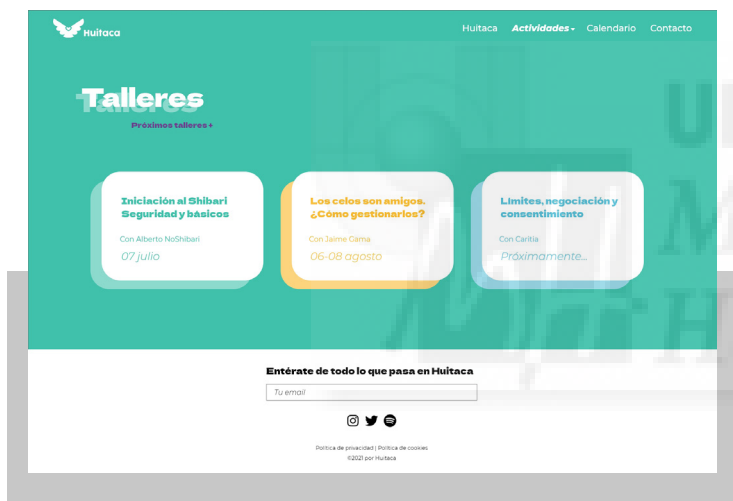 Huitaca
Huitaca Actividades Calendario Contacto
Talleres
Próximos talleres +
Iniciación al Shibari
Seguridad y básicos
Con Alberto NoShibari
07 julio
Los celos son amigos.
¿Cómo gestionarlos?
Con Jaime Gama
06-08 agosto
Límites, negociación y
consentimiento
Con Caritia
Próximamente...
Entérate de todo lo que pasa en Huitaca
Tu email
Política de privacidad | Política de cookies
©2021 por Huitaca